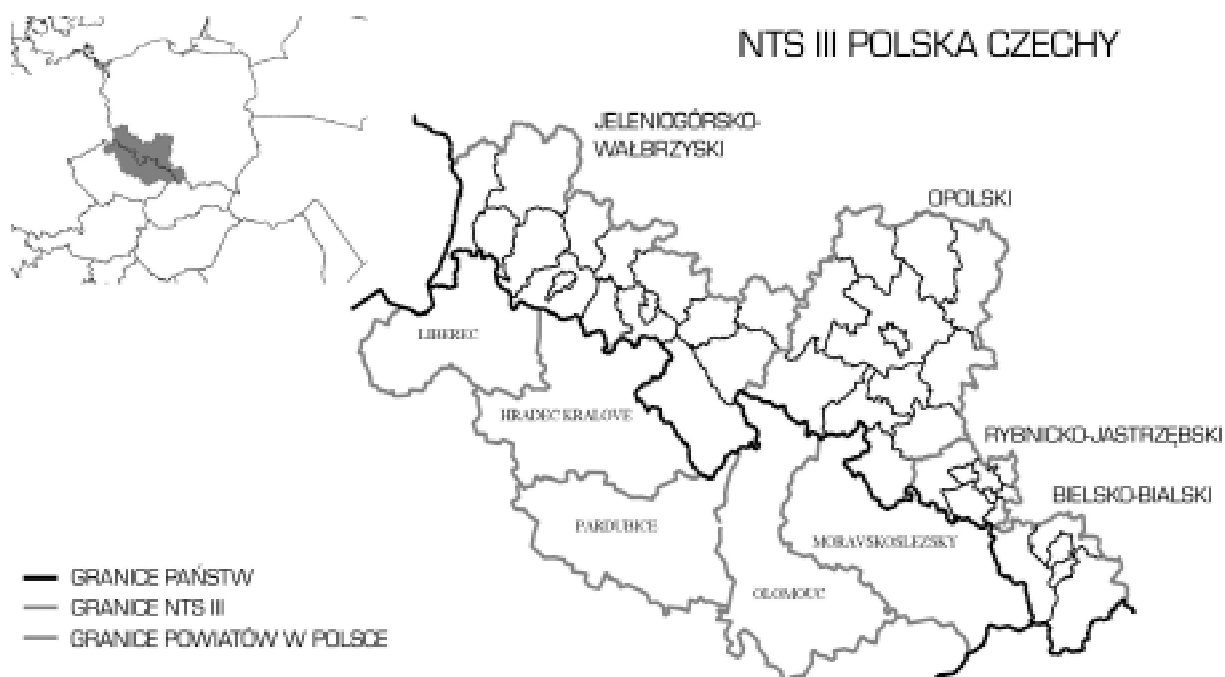 NTS III POLSKA CZECHY
JELENIOGÓRSKO-
WAŁBRZYSKI
OPOLSKI
LIBEREC
HRADEC KRALOVE
RYBNICKO-JASTRZĘBSKI
BIELSKO-BIALSKI
PARDUBICE
MORAVSKOSLEZSKY
OLOMOUC
GRANICE PAŃSTW
GRANICE NTS III
GRANICE POWIATÓW W POLSCE